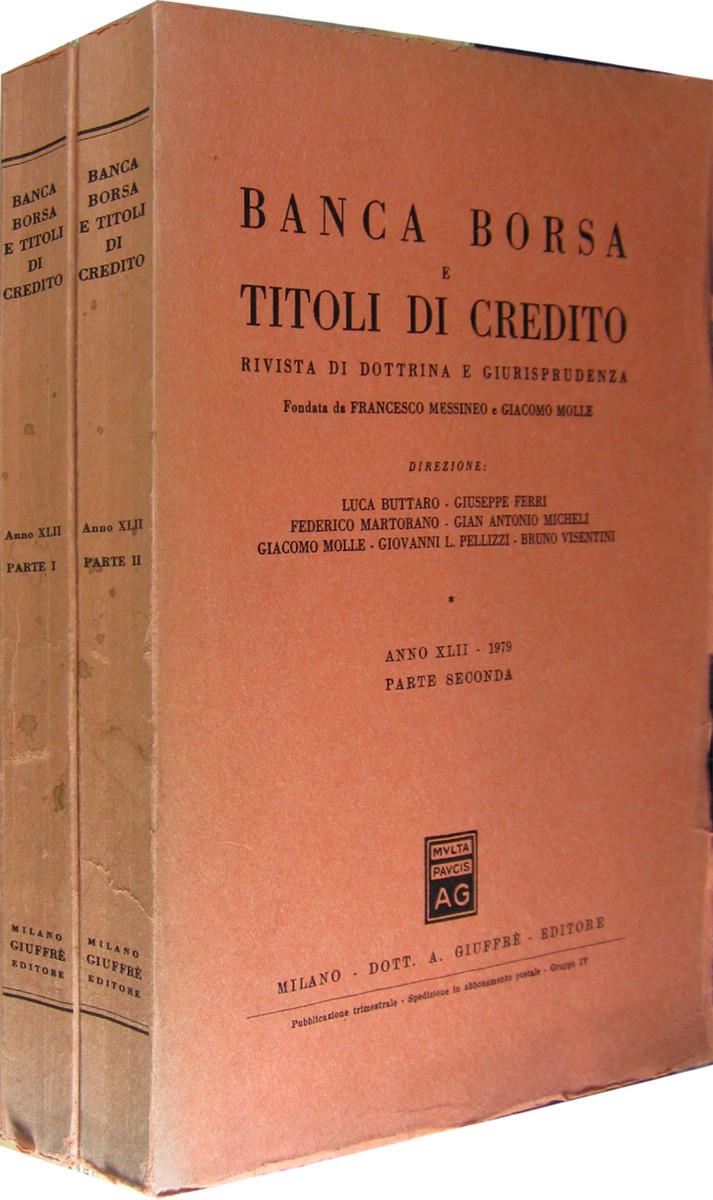 BANCA
BORSA
E TITOLI
DI
CREDITO
Anno XLII
PARTE I
MILANO
GIUFFRÈ
EDITORE
BANCA
BORSA
E TITOLI
DI
CREDITO
Anno XLII
PARTE II
MILANO
GIUFFRÈ
EDITORE
BANCA BORSA
E
TITOLI DI CREDITO
RIVISTA DI DOTTRINA E GIURISPRUDENZA
Fondata da FRANCESCO MESSINEO e GIACOMO MOLLE
DIREZIONE:
LUCA BUTTARO - GIUSEPPE FERRI
FEDERICO MARTORANO - GIAN ANTONIO MICHELI
GIACOMO MOLLE - GIOVANNI L. PELLIZZI - BRUNO VISENTINI
*
ANNO XLII - 1979
PARTE SECONDA
MVLTA
PAVCIS
AG
MILANO - DOTT. A. GIUFFRÈ - EDITORE
Pubblicazione trimestrale - Spedizione in abbonamento postale - Gruppo IV